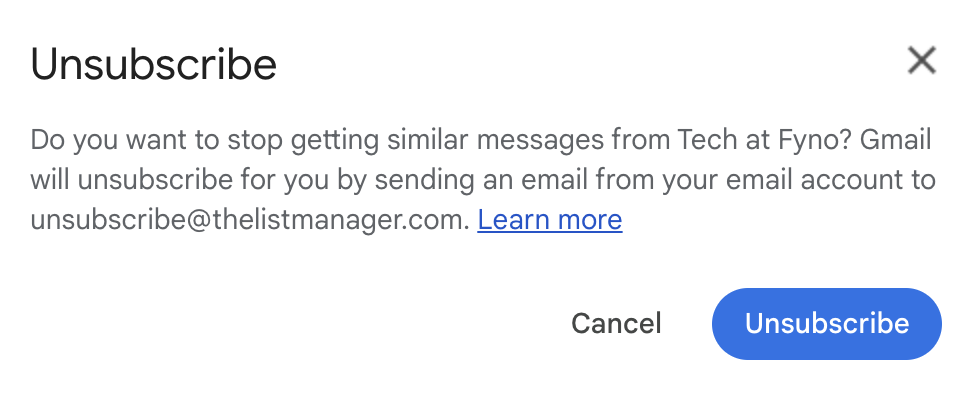 Unsubscribe
Do you want to stop getting similar messages from Tech at Fyno? Gmail
will unsubscribe for you by sending an email from your email account to
unsubscribe@thelistmanager.com. Learn more
Cancel
Unsubscribe